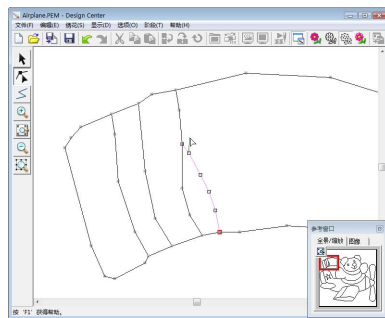 Airplane.PEM - Design Center
文件(F) 编辑(E) 绣花(S) 显示(D) 选项(O) 阶段(T) 帮助(H)
参考窗口
全景/缩放 图像
按 'F1' 获得帮助。